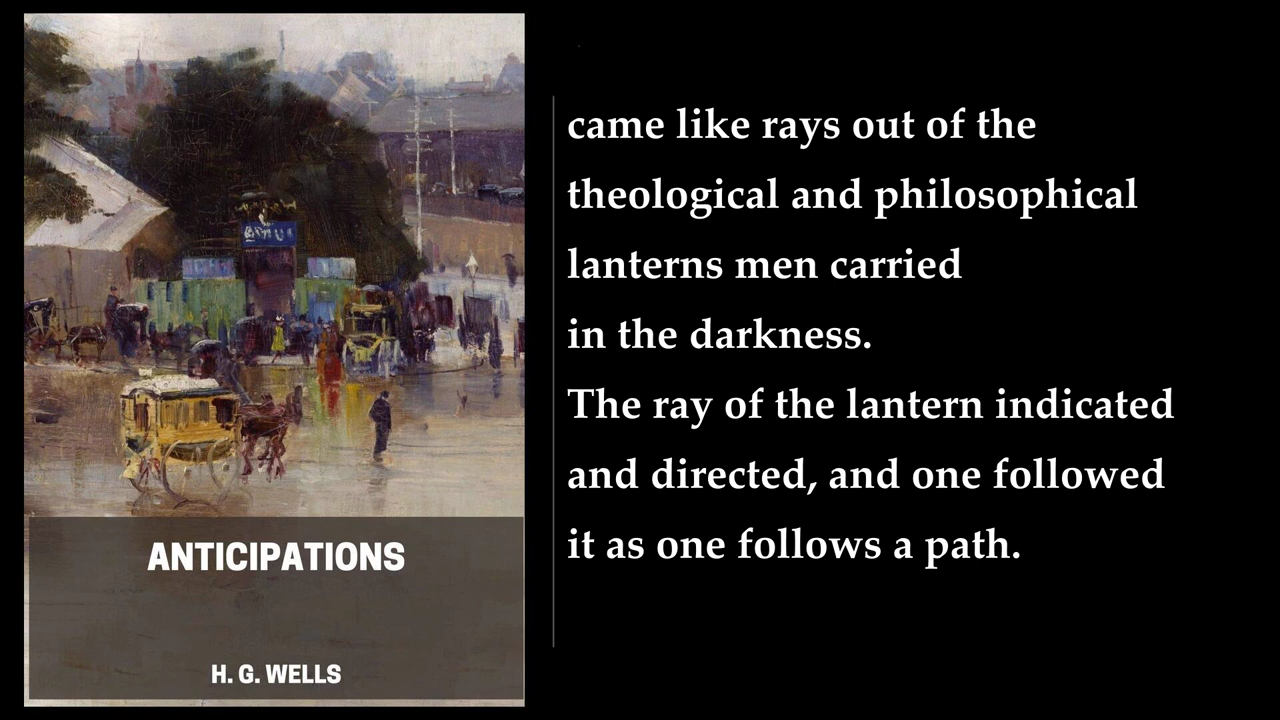 came like rays out of the
theological and philosophical
lanterns men carried
in the darkness.
The ray of the lantern indicated
and directed, and one followed
it as one follows a path.
ANTICIPATIONS
H. G. WELLS